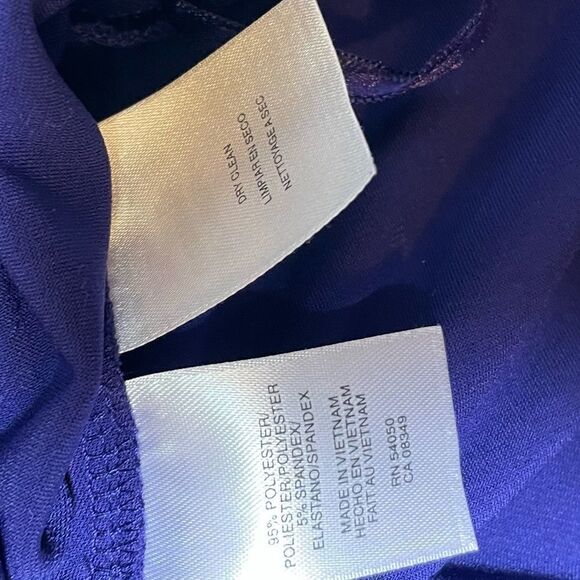 DRY CLEAN
LIMPIAR EN SECO
NETTOYAGE A SEC
95% POLYESTER/
POLIESTER/POLYESTER
5% SPANDEX/
ELASTANO/SPANDEX
MADE IN VIETNAM
HECHO EN VIETNAM
FAIT AU VIETNAM
RN 54050
CA 08349